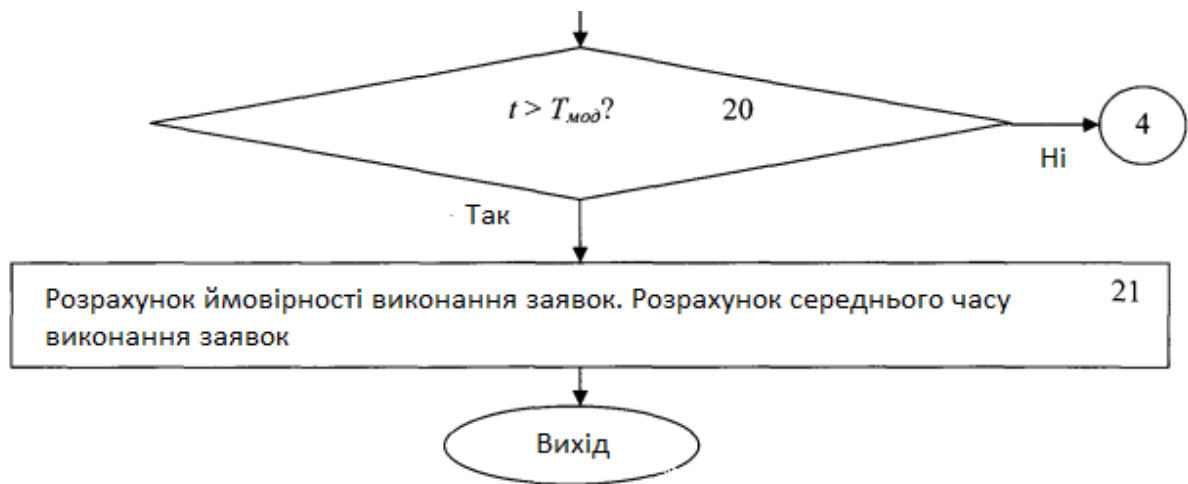 t > Tмод? 20
4
Ні
Так
Розрахунок ймовірності виконання заявок. Розрахунок середнього часу 21
виконання заявок
Вихід